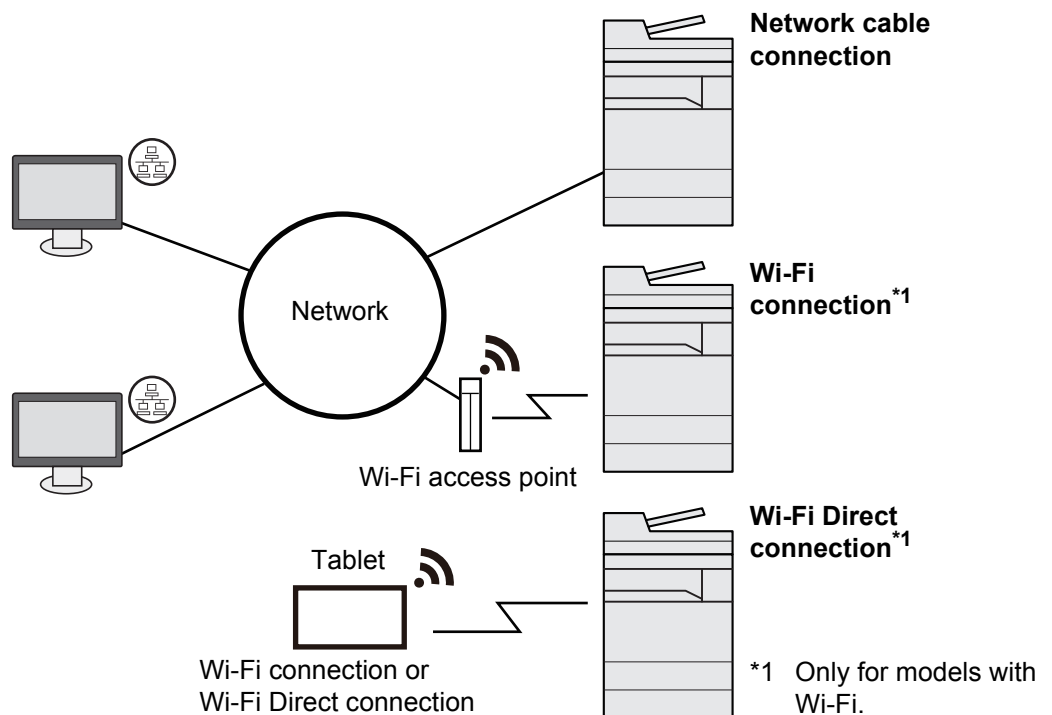 Network cable
connection
Network
Wi-Fi
connection*1
Wi-Fi access point
Wi-Fi Direct
connection*1
Tablet
Wi-Fi connection or
Wi-Fi Direct connection
*1 Only for models with
Wi-Fi.